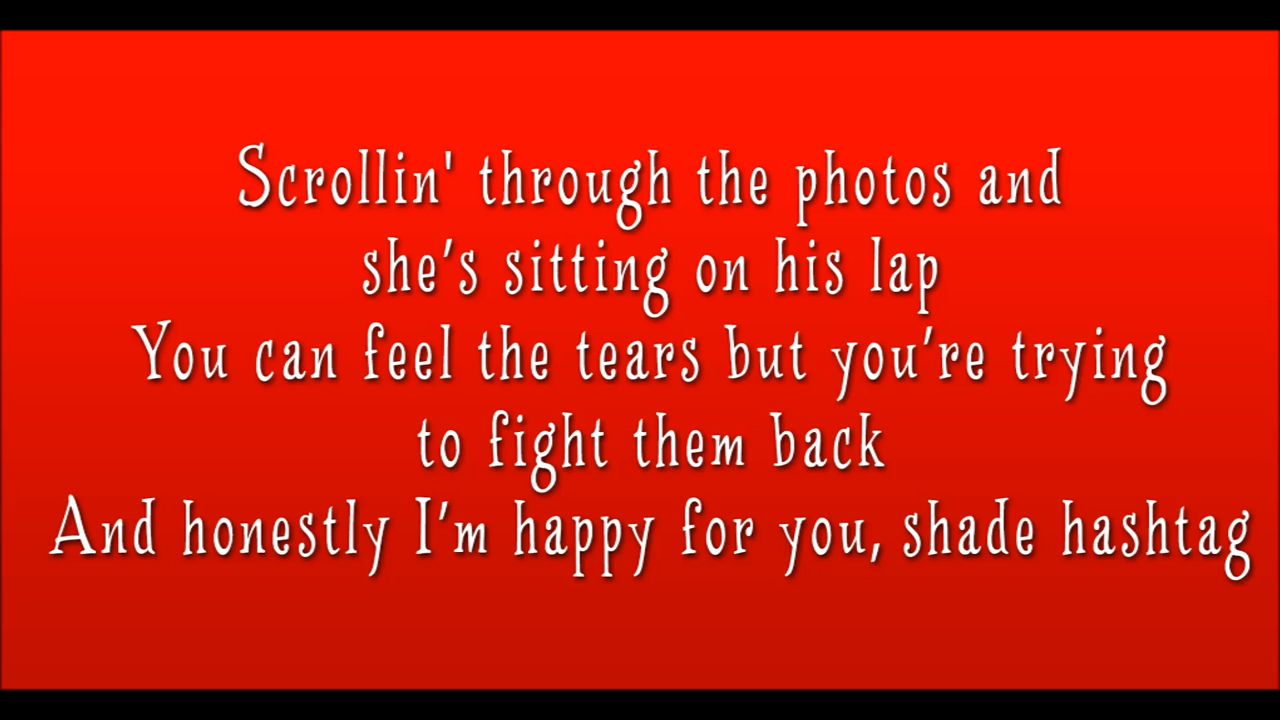 Scrollin' through the photos and
she's sitting on his lap
You can feel the tears but you're trying
to fight them back
And honestly I'm happy for you, shade hashtag